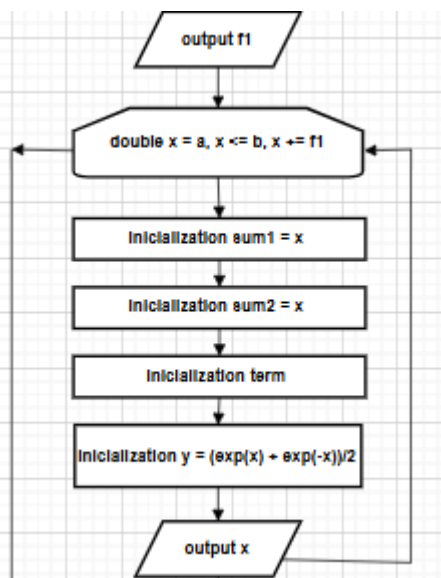 output f1
double x = a, x <= b, x += f1
Inicialization sum1 = x
Inicialization sum2 = x
Inicialization term
Inicialization y = (exp(x) + exp(-x))/2
output x